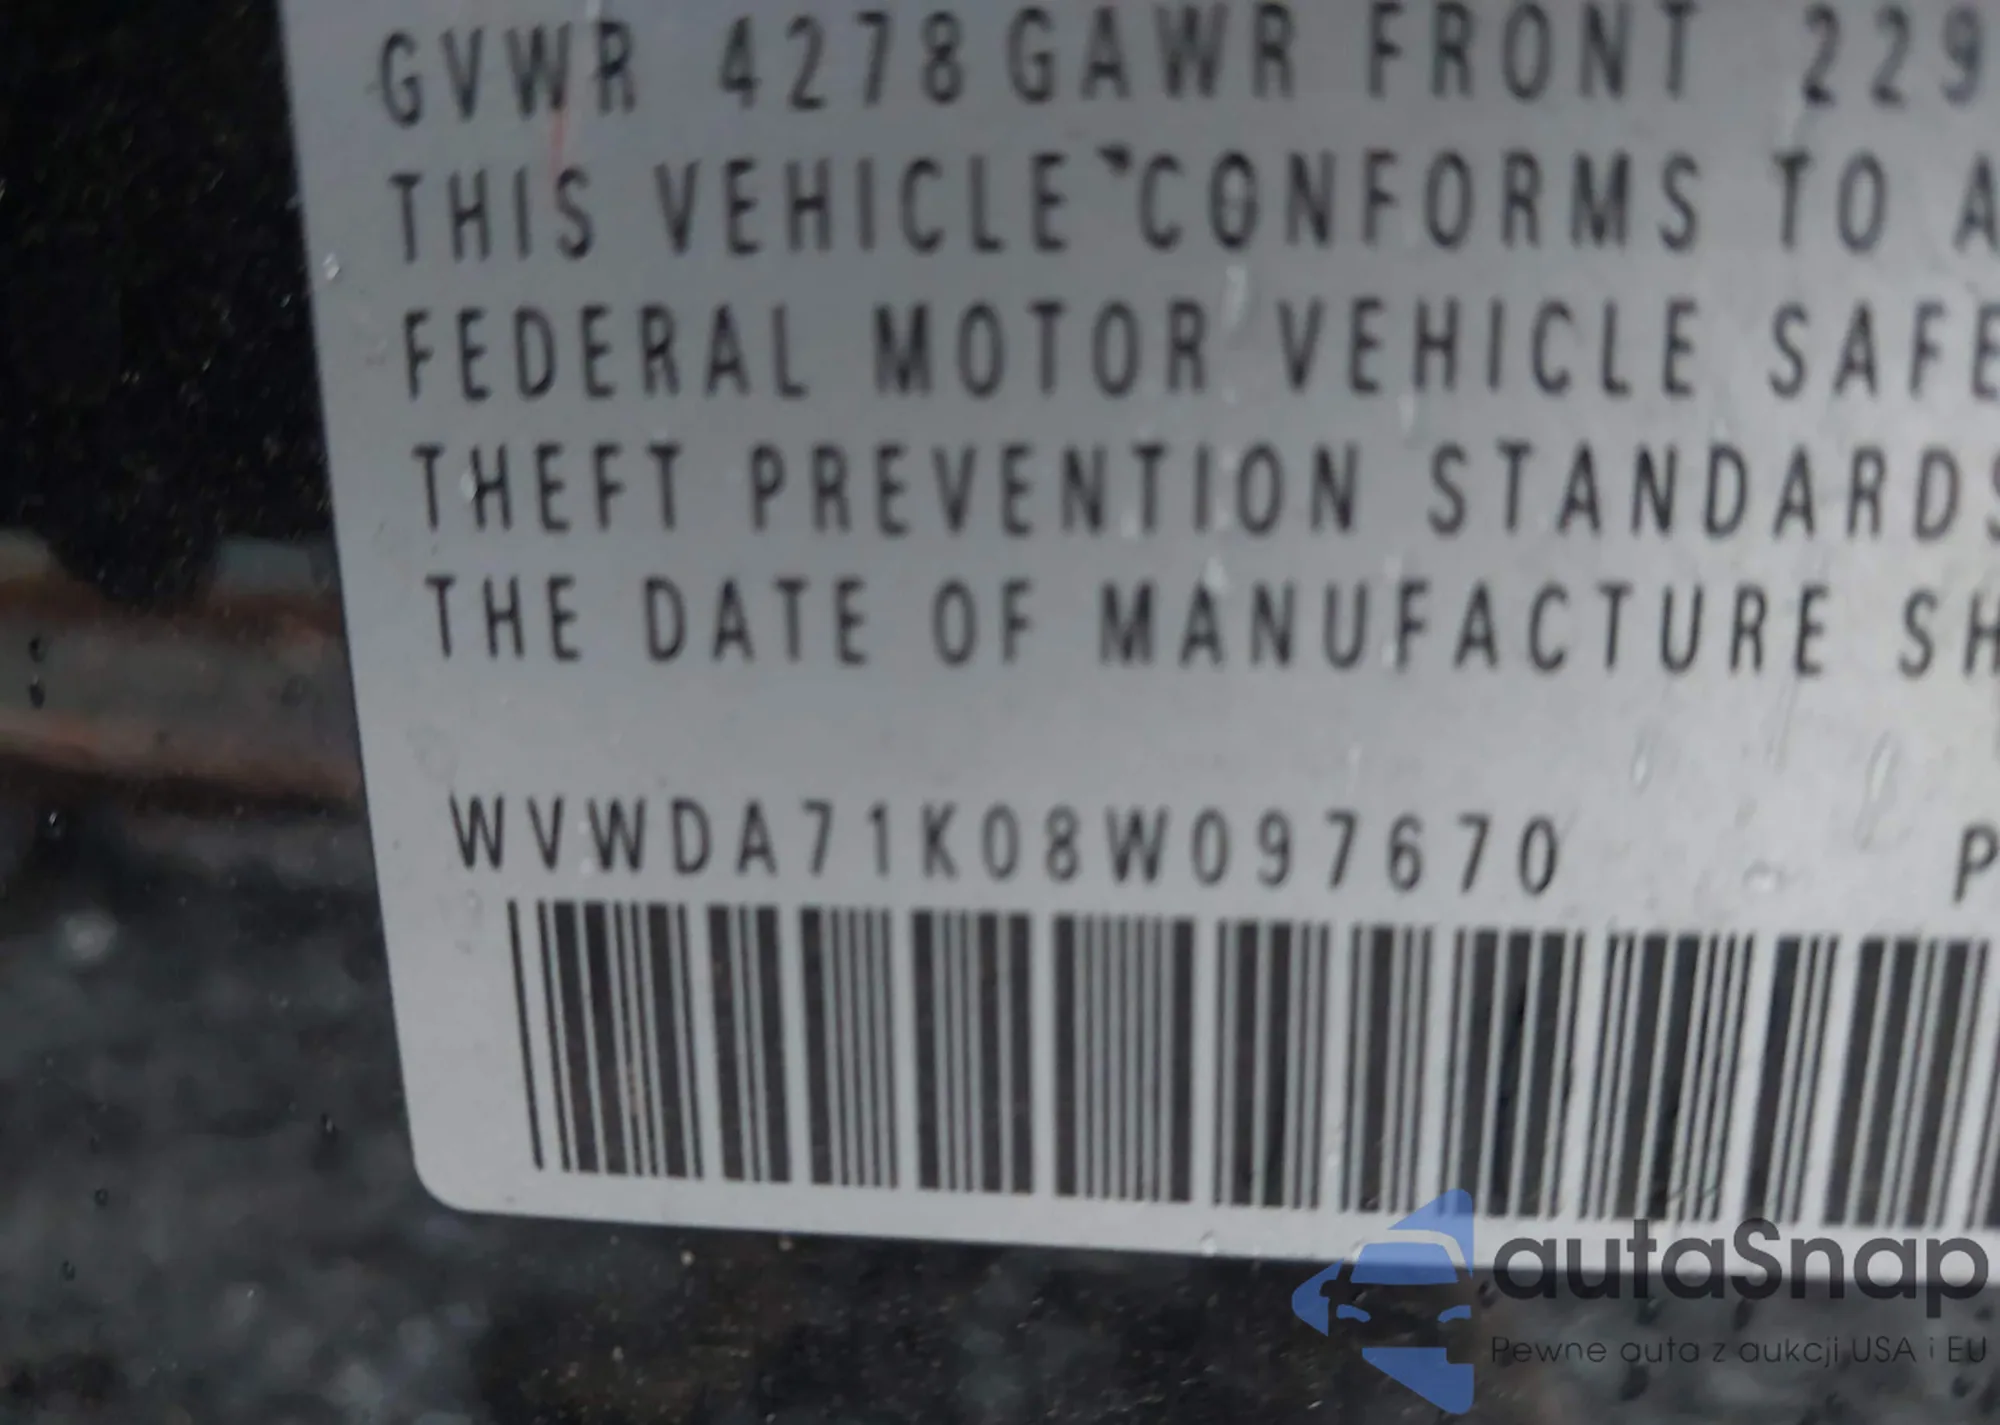 GVWR 4278 GAWR FRONT 229
THIS VEHICLE CONFORMS TO A
FEDERAL MOTOR VEHICLE SAFE
THEFT PREVENTION STANDARDS
THE DATE OF MANUFACTURE SH
WVWDA71K08W097670 P
autaSnap
Pewne auta z aukcji USA i EU